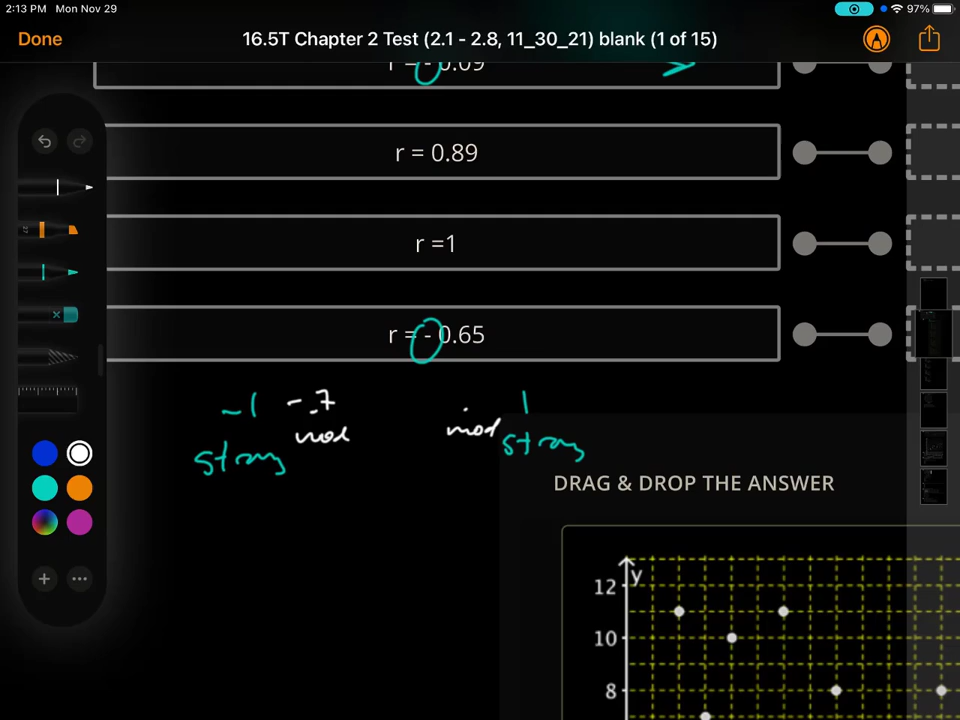 2:13 PM Mon Nov 29
97%
Done
16.5T Chapter 2 Test (2.1 - 2.8, 11_30_21) blank (1 of 15)
r = - 0.09
r = 0.89
r =1
r = - 0.65
-1 -.7 1
mod mod
strong strong
DRAG & DROP THE ANSWER
y
12
10
8